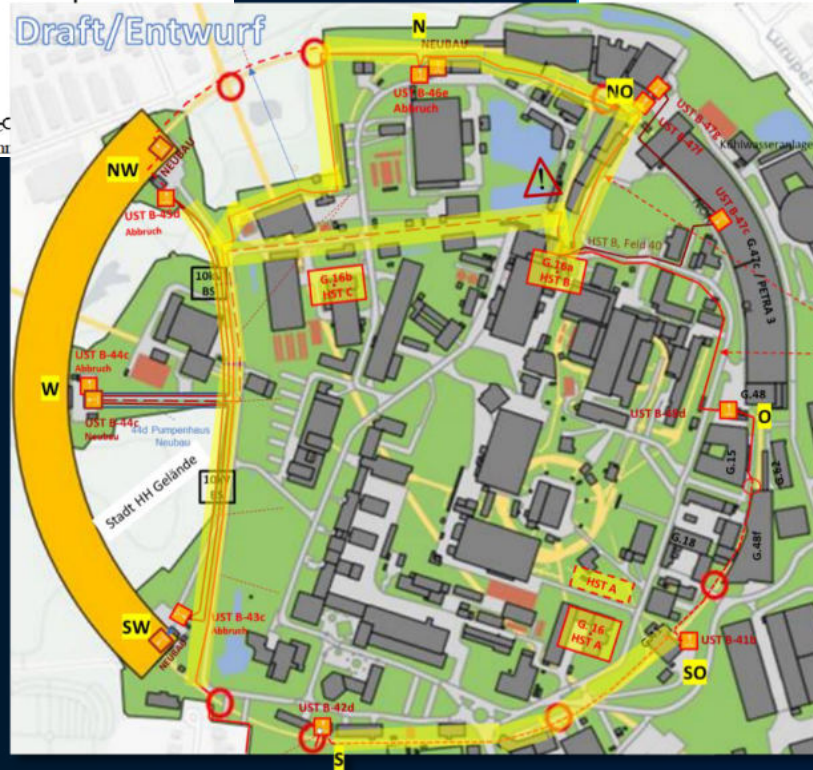 Draft/Entwurf
N
NEUBAU
UST B-46e
Abbruch
NO
UST B-47g
UST B-47f
Kühlwasseranlage
NW
NEUBAU
UST B-45d
Abbruch
UST B-47c
HST B, Feld 40
G.47c / PETRA 3
10kV
BS
G.16b
HST C
G.16a
HST B
W
UST B-44c
Abbruch
UST B-44c
Neubau
44d Pumpenhaus
Neubau
UST B-48d
G.48
O
Stadt HH Gelände
10kV
BS
G.15
G.62
G.18
G.48f
HST A
SW
NEUBAU
UST B-43c
Abbruch
G.16
HST A
UST B-41b
SO
UST B-42d
S